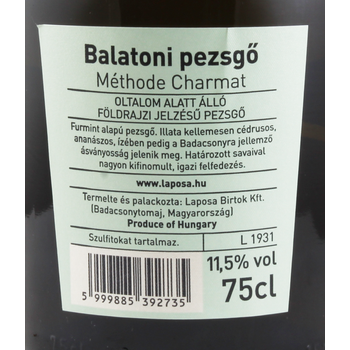 Balatoni pezsgő
Méthode Charmat
OLTALOM ALATT ÁLLÓ
FÖLDRAJZI JELZÉSŰ PEZSGŐ
Furmint alapú pezsgő. Illata kellemesen cédrusos,
ananászos, ízében pedig a Badacsonyra jellemző
ásványosság jelenik meg. Határozott savaival
nagyon kifinomult, igazi felfedezés.
www.laposa.hu
Termelte és palackozta: Laposa Birtok Kft.
(Badacsonytomaj, Magyarország)
Produce of Hungary
Szulfitokat tartalmaz.
L 1931
11,5% vol
75cl
5 999885 392735